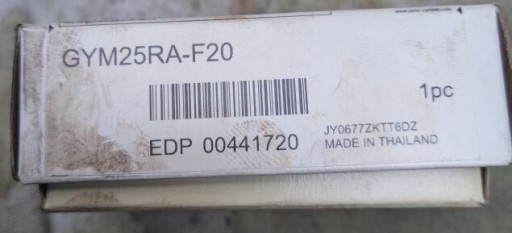 GYM25RA-F20
1pc
EDP 00441720
JY0677ZKTT6DZ
MADE IN THAILAND